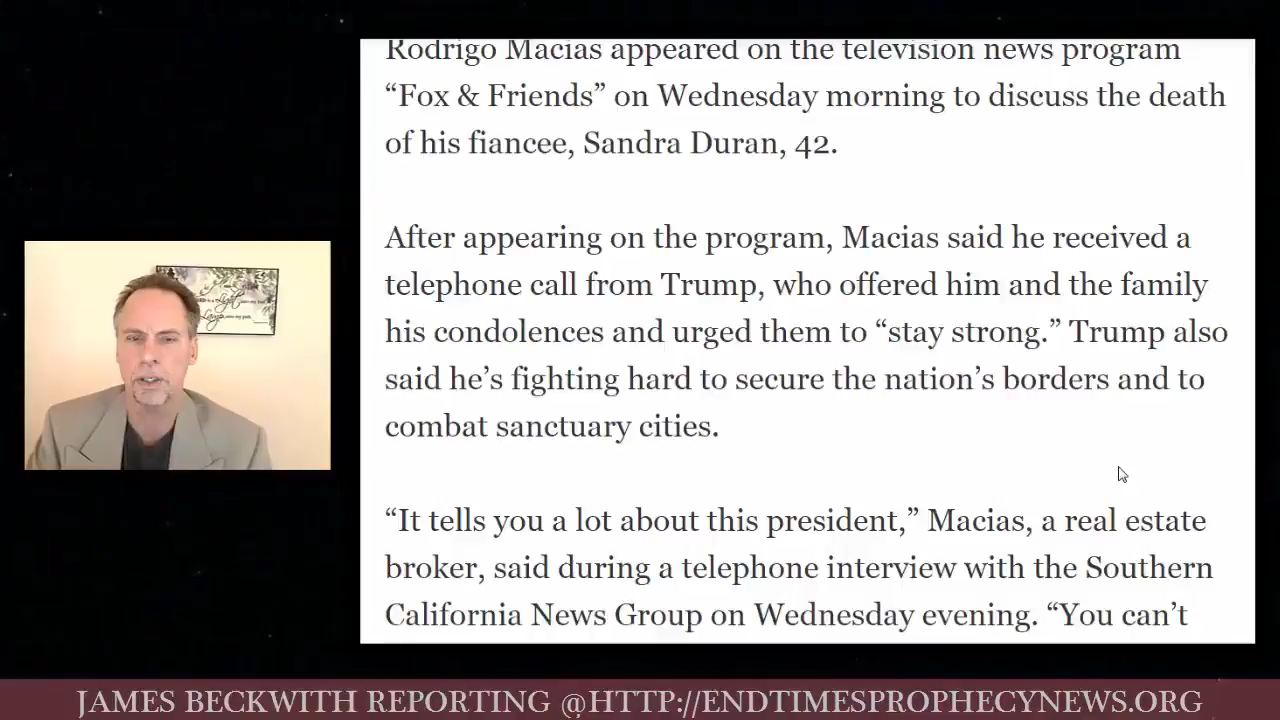 Rodrigo Macias appeared on the television news program
“Fox & Friends” on Wednesday morning to discuss the death
of his fiancee, Sandra Duran, 42.
After appearing on the program, Macias said he received a
telephone call from Trump, who offered him and the family
his condolences and urged them to “stay strong.” Trump also
said he’s fighting hard to secure the nation’s borders and to
combat sanctuary cities.
“It tells you a lot about this president,” Macias, a real estate
broker, said during a telephone interview with the Southern
California News Group on Wednesday evening. “You can’t
JAMES BECKWITH REPORTING @HTTP://ENDTIMESPROPHECYNEWS.ORG